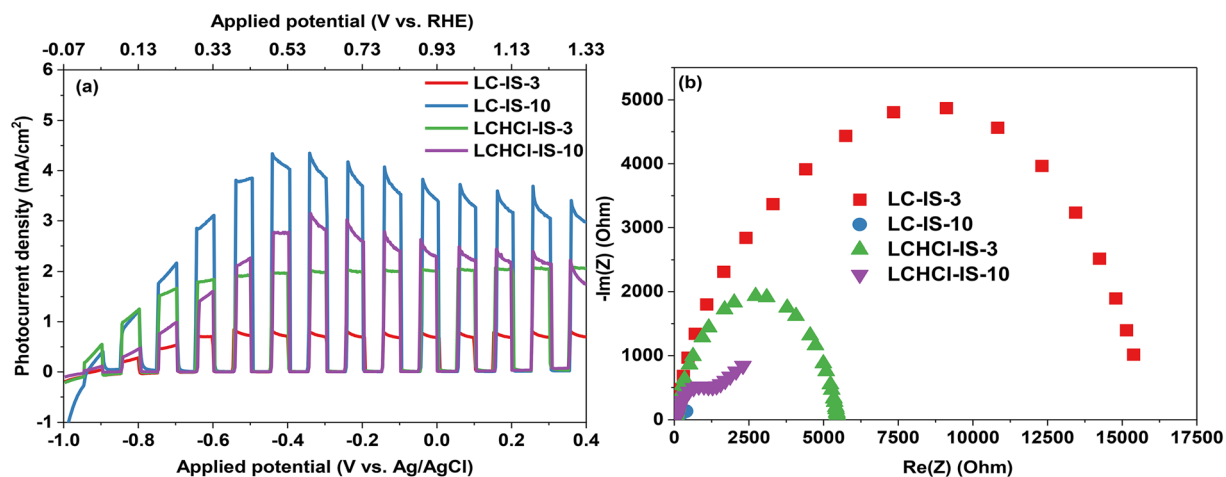 Applied potential (V vs. RHE)
-0.07 0.13 0.33 0.53 0.73 0.93 1.13 1.33
(a)
LC-IS-3
LC-IS-10
LCHCl-IS-3
LCHCl-IS-10
Photocurrent density (mA/cm²)
6
5
4
3
2
1
0
-1
-1.0 -0.8 -0.6 -0.4 -0.2 0.0 0.2 0.4
Applied potential (V vs. Ag/AgCl)
(b)
-Im(Z) (Ohm)
5000
4000
3000
2000
1000
0
LC-IS-3
LC-IS-10
LCHCl-IS-3
LCHCl-IS-10
0 2500 5000 7500 10000 12500 15000 17500
Re(Z) (Ohm)